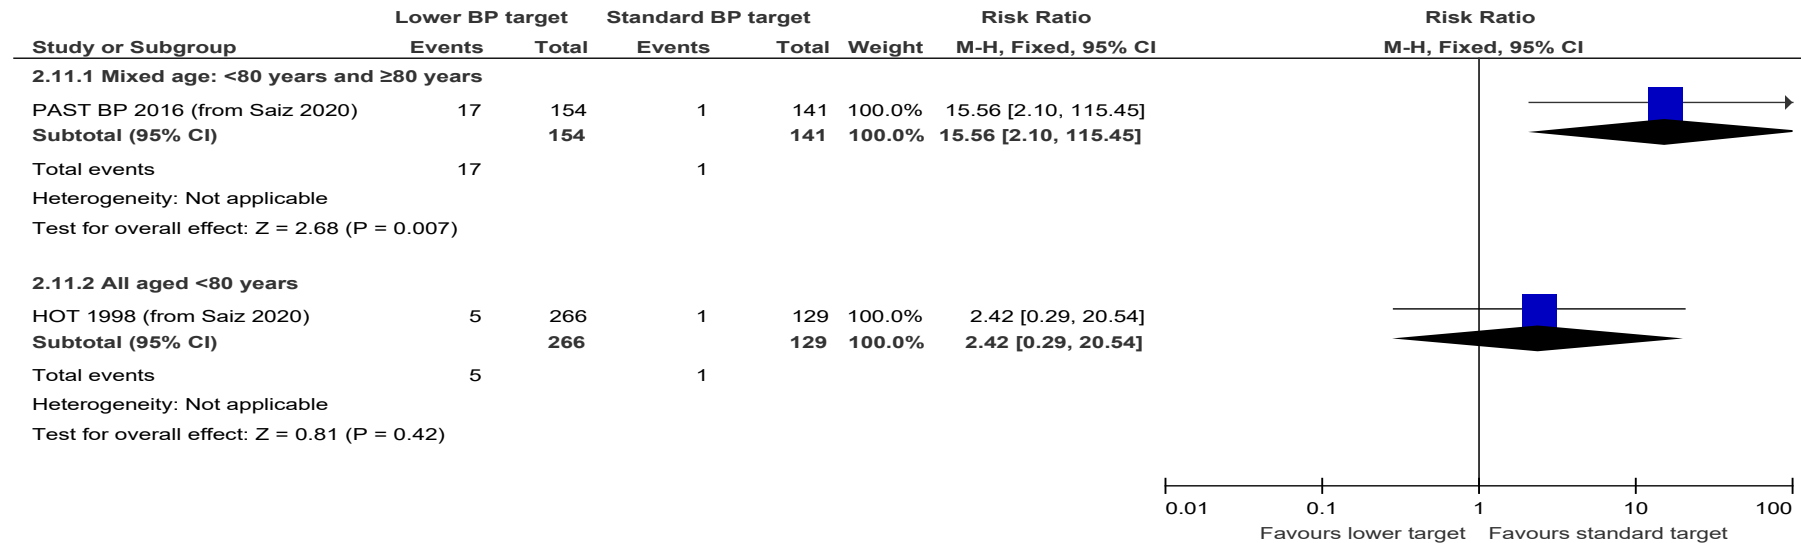 Lower BP target Standard BP target Risk Ratio Risk Ratio
Study or Subgroup Events Total Events Total Weight M-H, Fixed, 95% CI M-H, Fixed, 95% CI
2.11.1 Mixed age: <80 years and ≥80 years
PAST BP 2016 (from Saiz 2020) 17 154 1 141 100.0% 15.56 [2.10, 115.45]
Subtotal (95% CI) 154 141 100.0% 15.56 [2.10, 115.45]
Total events 17 1
Heterogeneity: Not applicable
Test for overall effect: Z = 2.68 (P = 0.007)
2.11.2 All aged <80 years
HOT 1998 (from Saiz 2020) 5 266 1 129 100.0% 2.42 [0.29, 20.54]
Subtotal (95% CI) 266 129 100.0% 2.42 [0.29, 20.54]
Total events 5 1
Heterogeneity: Not applicable
Test for overall effect: Z = 0.81 (P = 0.42)
0.01 0.1 1 10 100
Favours lower target Favours standard target